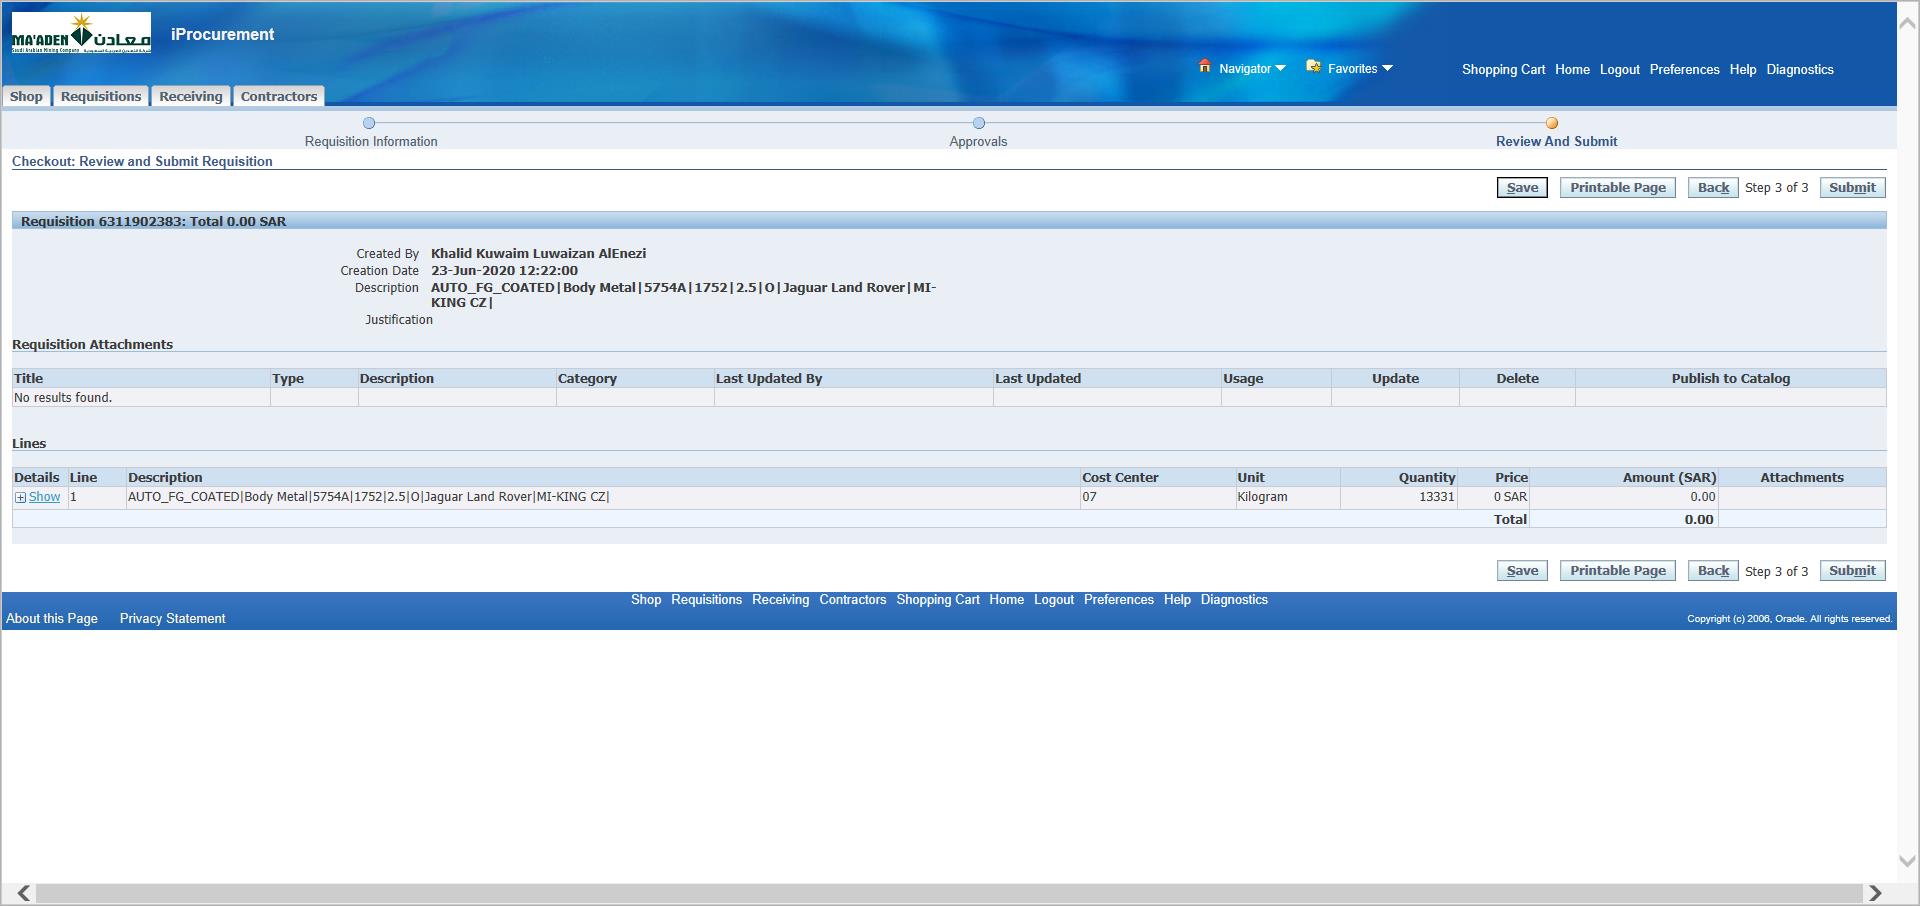 MA'ADEN معادن
Saudi Arabian Mining Company شركة التعدين العربية السعودية
iProcurement
Navigator Favorites Shopping Cart Home Logout Preferences Help Diagnostics
Shop Requisitions Receiving Contractors
Requisition Information Approvals Review And Submit
Checkout: Review and Submit Requisition
Save Printable Page Back Step 3 of 3 Submit
Requisition 6311902383: Total 0.00 SAR
Created By Khalid Kuwaim Luwaizan AlEnezi
Creation Date 23-Jun-2020 12:22:00
Description AUTO_FG_COATED|Body Metal|5754A|1752|2.5|O|Jaguar Land Rover|MI-
KING CZ|
Justification
Requisition Attachments
Title Type Description Category Last Updated By Last Updated Usage Update Delete Publish to Catalog
No results found.
Lines
Details Line Description Cost Center Unit Quantity Price Amount (SAR) Attachments
Show 1 AUTO_FG_COATED|Body Metal|5754A|1752|2.5|O|Jaguar Land Rover|MI-KING CZ| 07 Kilogram 13331 0 SAR 0.00
Total 0.00
Save Printable Page Back Step 3 of 3 Submit
Shop Requisitions Receiving Contractors Shopping Cart Home Logout Preferences Help Diagnostics
About this Page Privacy Statement Copyright (c) 2006, Oracle. All rights reserved.